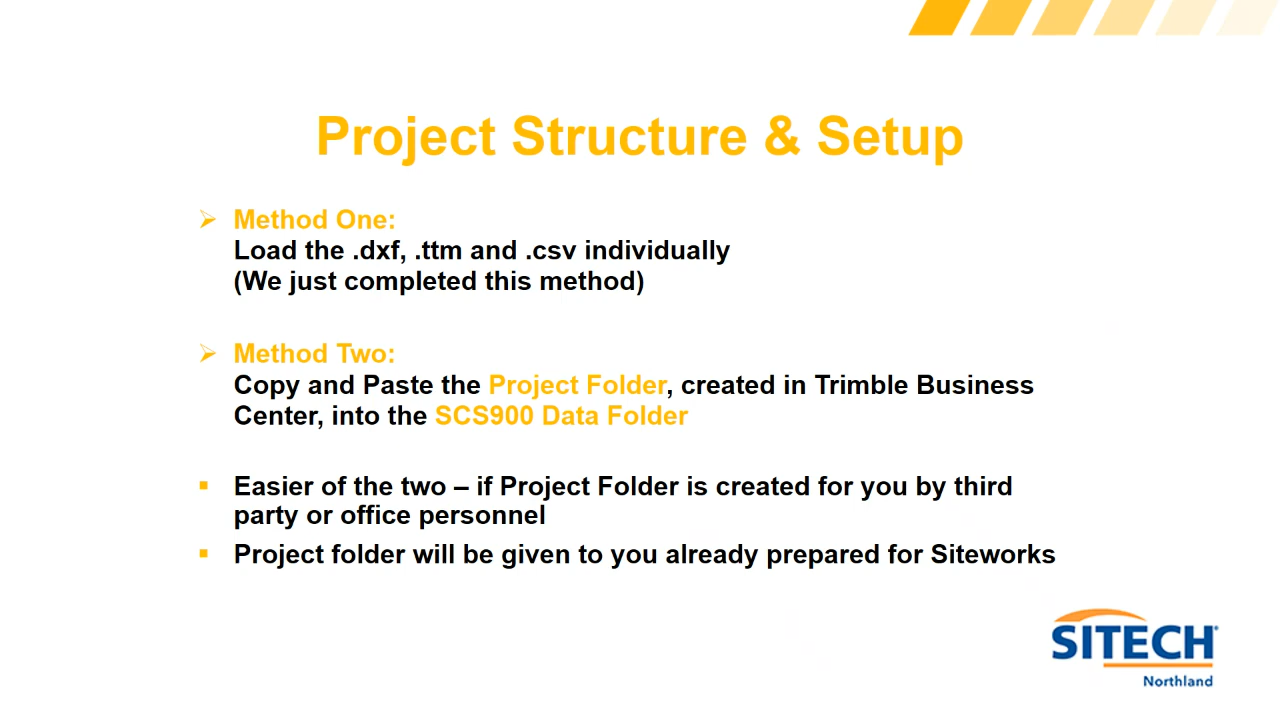 Project Structure & Setup
Method One:
Load the .dxf, .ttm and .csv individually
(We just completed this method)
Method Two:
Copy and Paste the Project Folder, created in Trimble Business
Center, into the SCS900 Data Folder
Easier of the two – if Project Folder is created for you by third
party or office personnel
Project folder will be given to you already prepared for Siteworks
SITECH
Northland